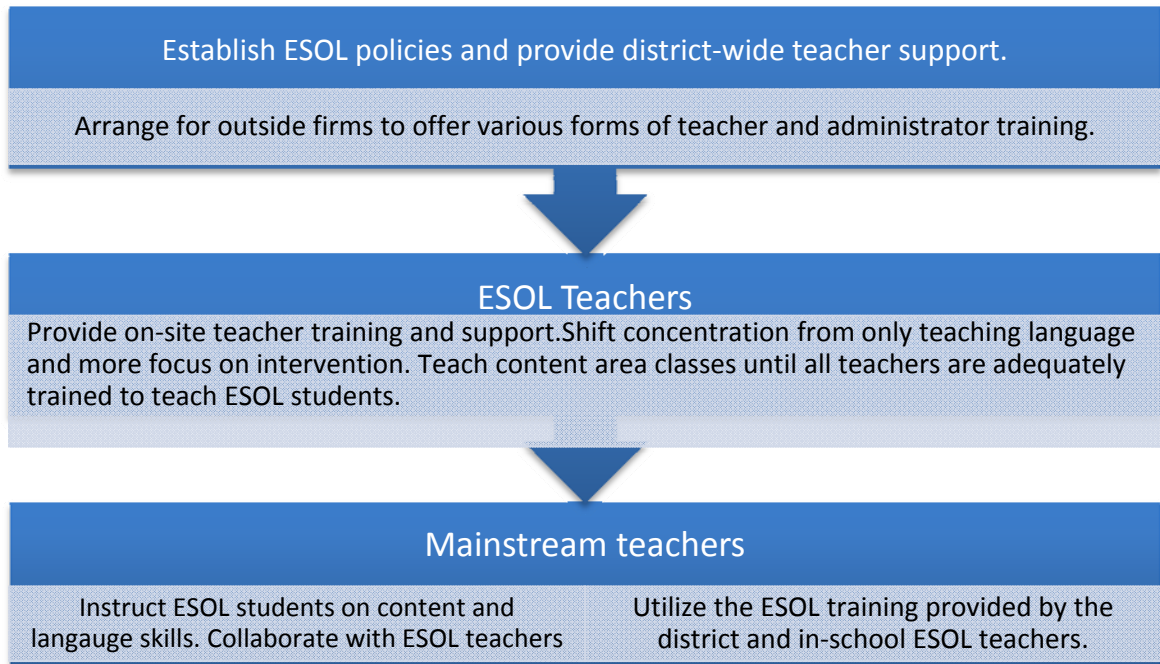 Establish ESOL policies and provide district-wide teacher support.
Arrange for outside firms to offer various forms of teacher and administrator training.
ESOL Teachers
Provide on-site teacher training and support.Shift concentration from only teaching language
and more focus on intervention. Teach content area classes until all teachers are adequately
trained to teach ESOL students.
Mainstream teachers
Instruct ESOL students on content and
langauge skills. Collaborate with ESOL teachers
Utilize the ESOL training provided by the
district and in-school ESOL teachers.